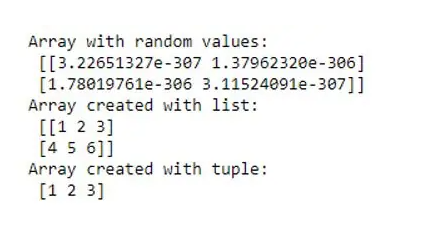 Array with random values:
[[3.22651327e-307 1.37962320e-306]
[1.78019761e-306 3.11524091e-307]]
Array created with list:
[[1 2 3]
[4 5 6]]
Array created with tuple:
[1 2 3]